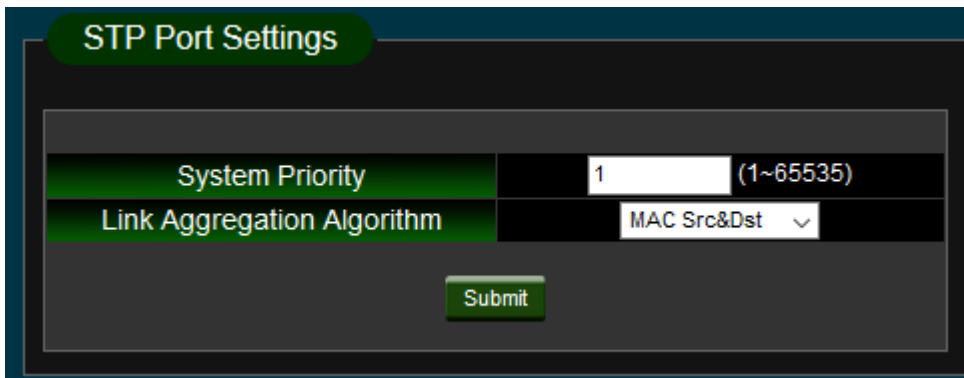 STP Port Settings
System Priority 1 (1~65535)
Link Aggregation Algorithm MAC Src&Dst
Submit